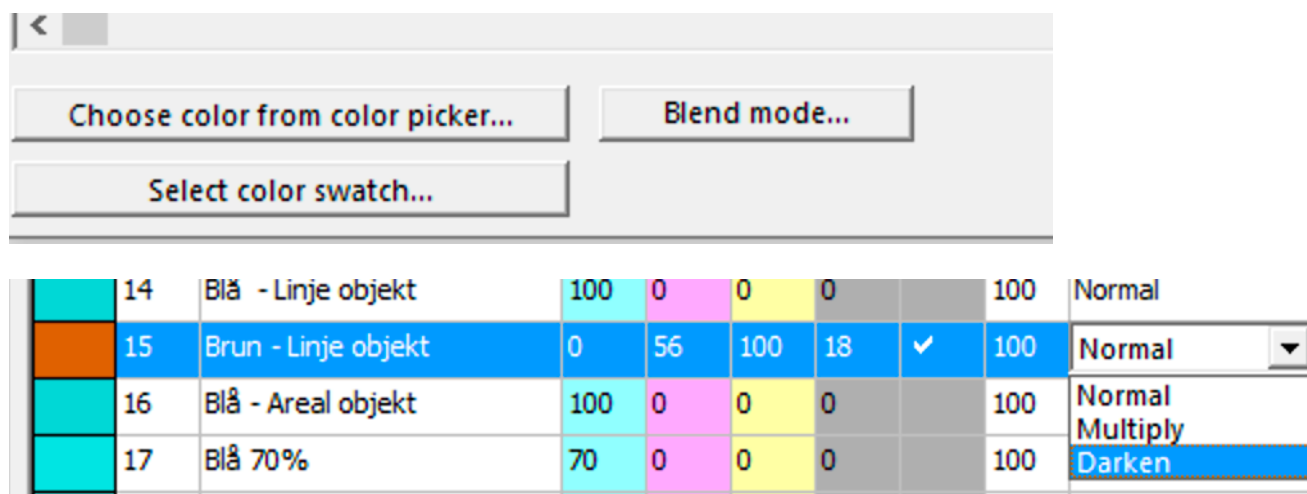 Choose color from color picker... Blend mode...
Select color swatch...
14 Blå - Linje objekt 100 0 0 0 100 Normal
15 Brun - Linje objekt 0 56 100 18 ✓ 100 Normal
16 Blå - Areal objekt 100 0 0 0 100 Normal
Multiply
17 Blå 70% 70 0 0 0 100 Darken